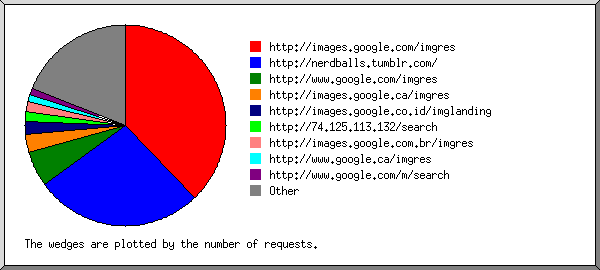 http://images.google.com/imgres
http://nerdballs.tumblr.com/
http://www.google.com/imgres
http://images.google.ca/imgres
http://images.google.co.id/imglanding
http://74.125.113.132/search
http://images.google.com.br/imgres
http://www.google.ca/imgres
http://www.google.com/m/search
Other
The wedges are plotted by the number of requests.